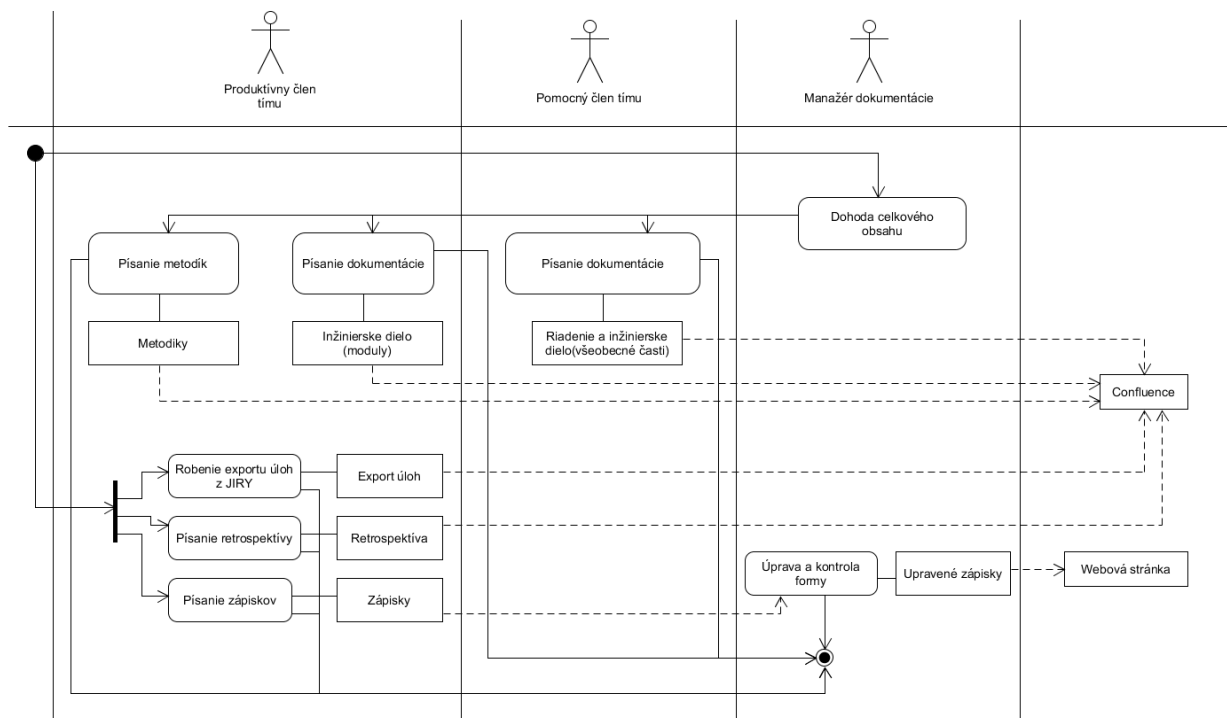 Produktívny člen
tímu
Pomocný člen tímu
Manažér dokumentácie
Dohoda celkového
obsahu
Písanie metodík
Písanie dokumentácie
Písanie dokumentácie
Metodiky
Inžinierske dielo
(moduly)
Riadenie a inžinierske
dielo(všeobecné časti)
Confluence
Robenie exportu úloh
z JIRY
Export úloh
Písanie retrospektívy
Retrospektíva
Úprava a kontrola
formy
Upravené zápisky
Webová stránka
Písanie zápiskov
Zápisky